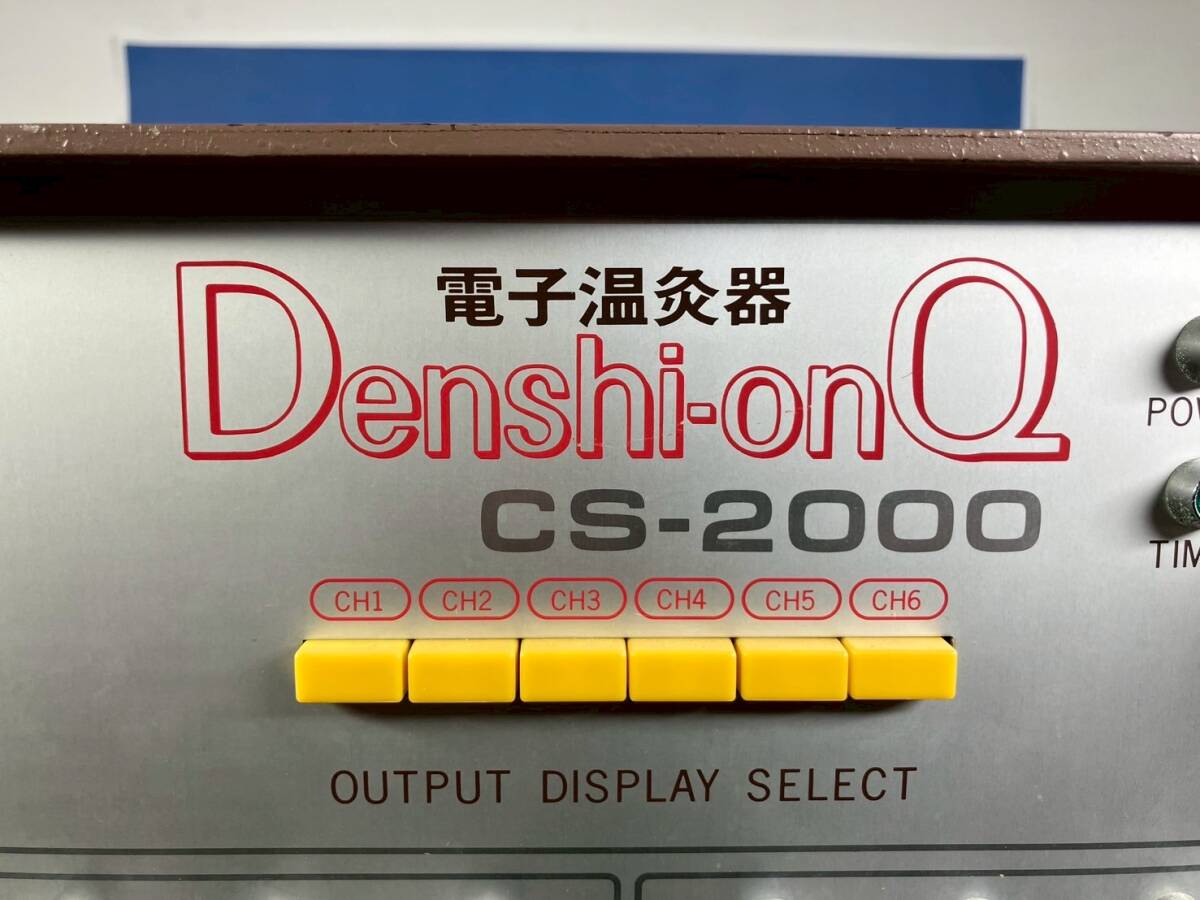 電子温灸器
Denshi-onQ
CS-2000
CH1 CH2 CH3 CH4 CH5 CH6
OUTPUT DISPLAY SELECT